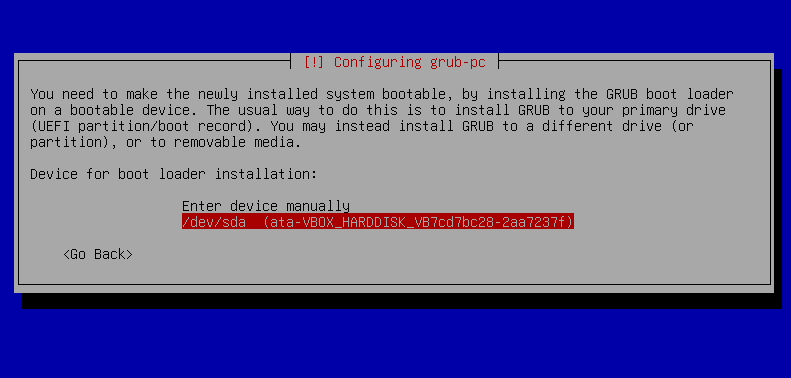 [!] Configuring grub-pc
You need to make the newly installed system bootable, by installing the GRUB boot loader
on a bootable device. The usual way to do this is to install GRUB to your primary drive
(UEFI partition/boot record). You may instead install GRUB to a different drive (or
partition), or to removable media.
Device for boot loader installation:
Enter device manually
/dev/sda  (ata-VBOX_HARDDISK_VB7cd7bc28-2aa7237f)
<Go Back>